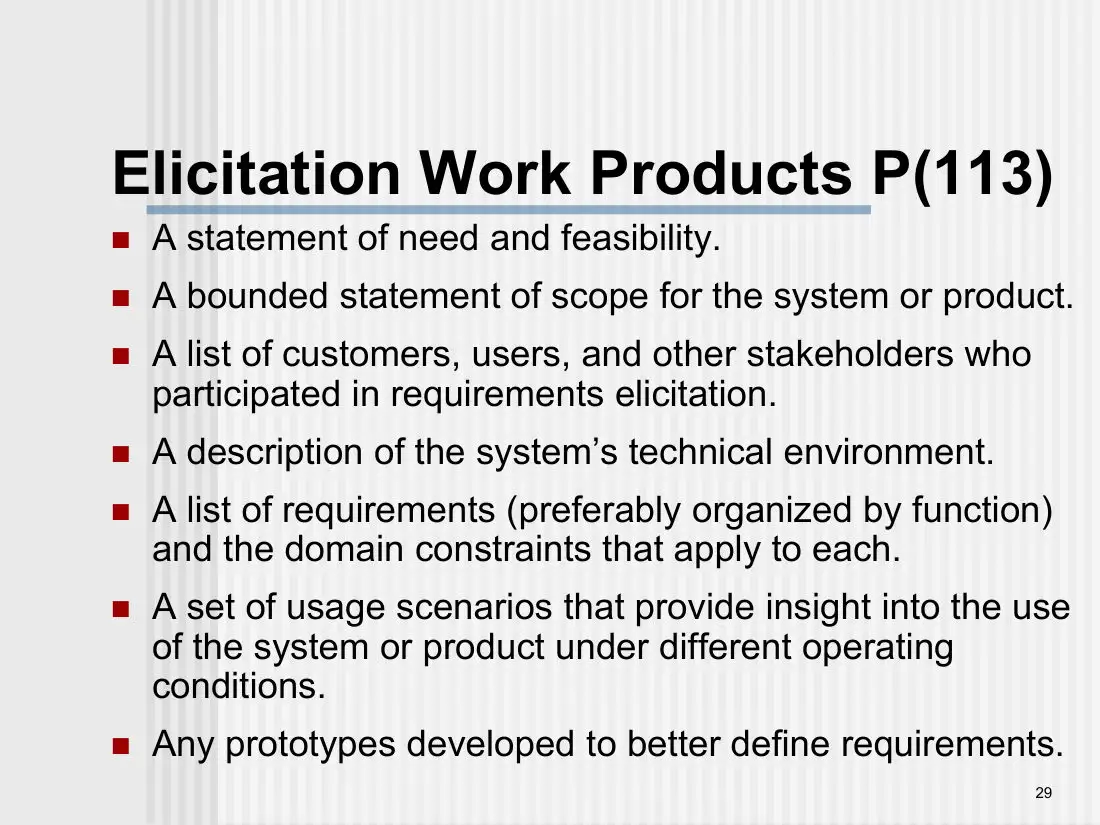 Elicitation Work Products P(113)
A statement of need and feasibility.
A bounded statement of scope for the system or product.
A list of customers, users, and other stakeholders who
participated in requirements elicitation.
A description of the system’s technical environment.
A list of requirements (preferably organized by function)
and the domain constraints that apply to each.
A set of usage scenarios that provide insight into the use
of the system or product under different operating
conditions.
Any prototypes developed to better define requirements.
29